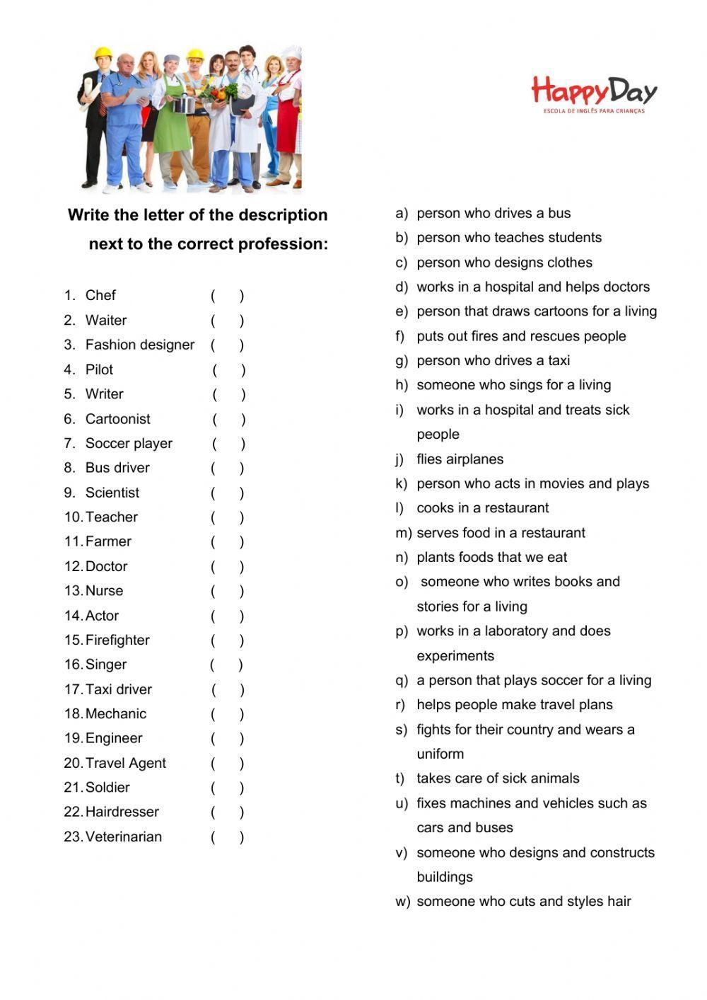 HappyDay
ESCOLA DE INGLÊS PARA CRIANÇAS
Write the letter of the description
next to the correct profession:
1. Chef ( )
2. Waiter ( )
3. Fashion designer ( )
4. Pilot ( )
5. Writer ( )
6. Cartoonist ( )
7. Soccer player ( )
8. Bus driver ( )
9. Scientist ( )
10. Teacher ( )
11. Farmer ( )
12. Doctor ( )
13. Nurse ( )
14. Actor ( )
15. Firefighter ( )
16. Singer ( )
17. Taxi driver ( )
18. Mechanic ( )
19. Engineer ( )
20. Travel Agent ( )
21. Soldier ( )
22. Hairdresser ( )
23. Veterinarian ( )
a) person who drives a bus
b) person who teaches students
c) person who designs clothes
d) works in a hospital and helps doctors
e) person that draws cartoons for a living
f) puts out fires and rescues people
g) person who drives a taxi
h) someone who sings for a living
i) works in a hospital and treats sick
people
j) flies airplanes
k) person who acts in movies and plays
l) cooks in a restaurant
m) serves food in a restaurant
n) plants foods that we eat
o) someone who writes books and
stories for a living
p) works in a laboratory and does
experiments
q) a person that plays soccer for a living
r) helps people make travel plans
s) fights for their country and wears a
uniform
t) takes care of sick animals
u) fixes machines and vehicles such as
cars and buses
v) someone who designs and constructs
buildings
w) someone who cuts and styles hair